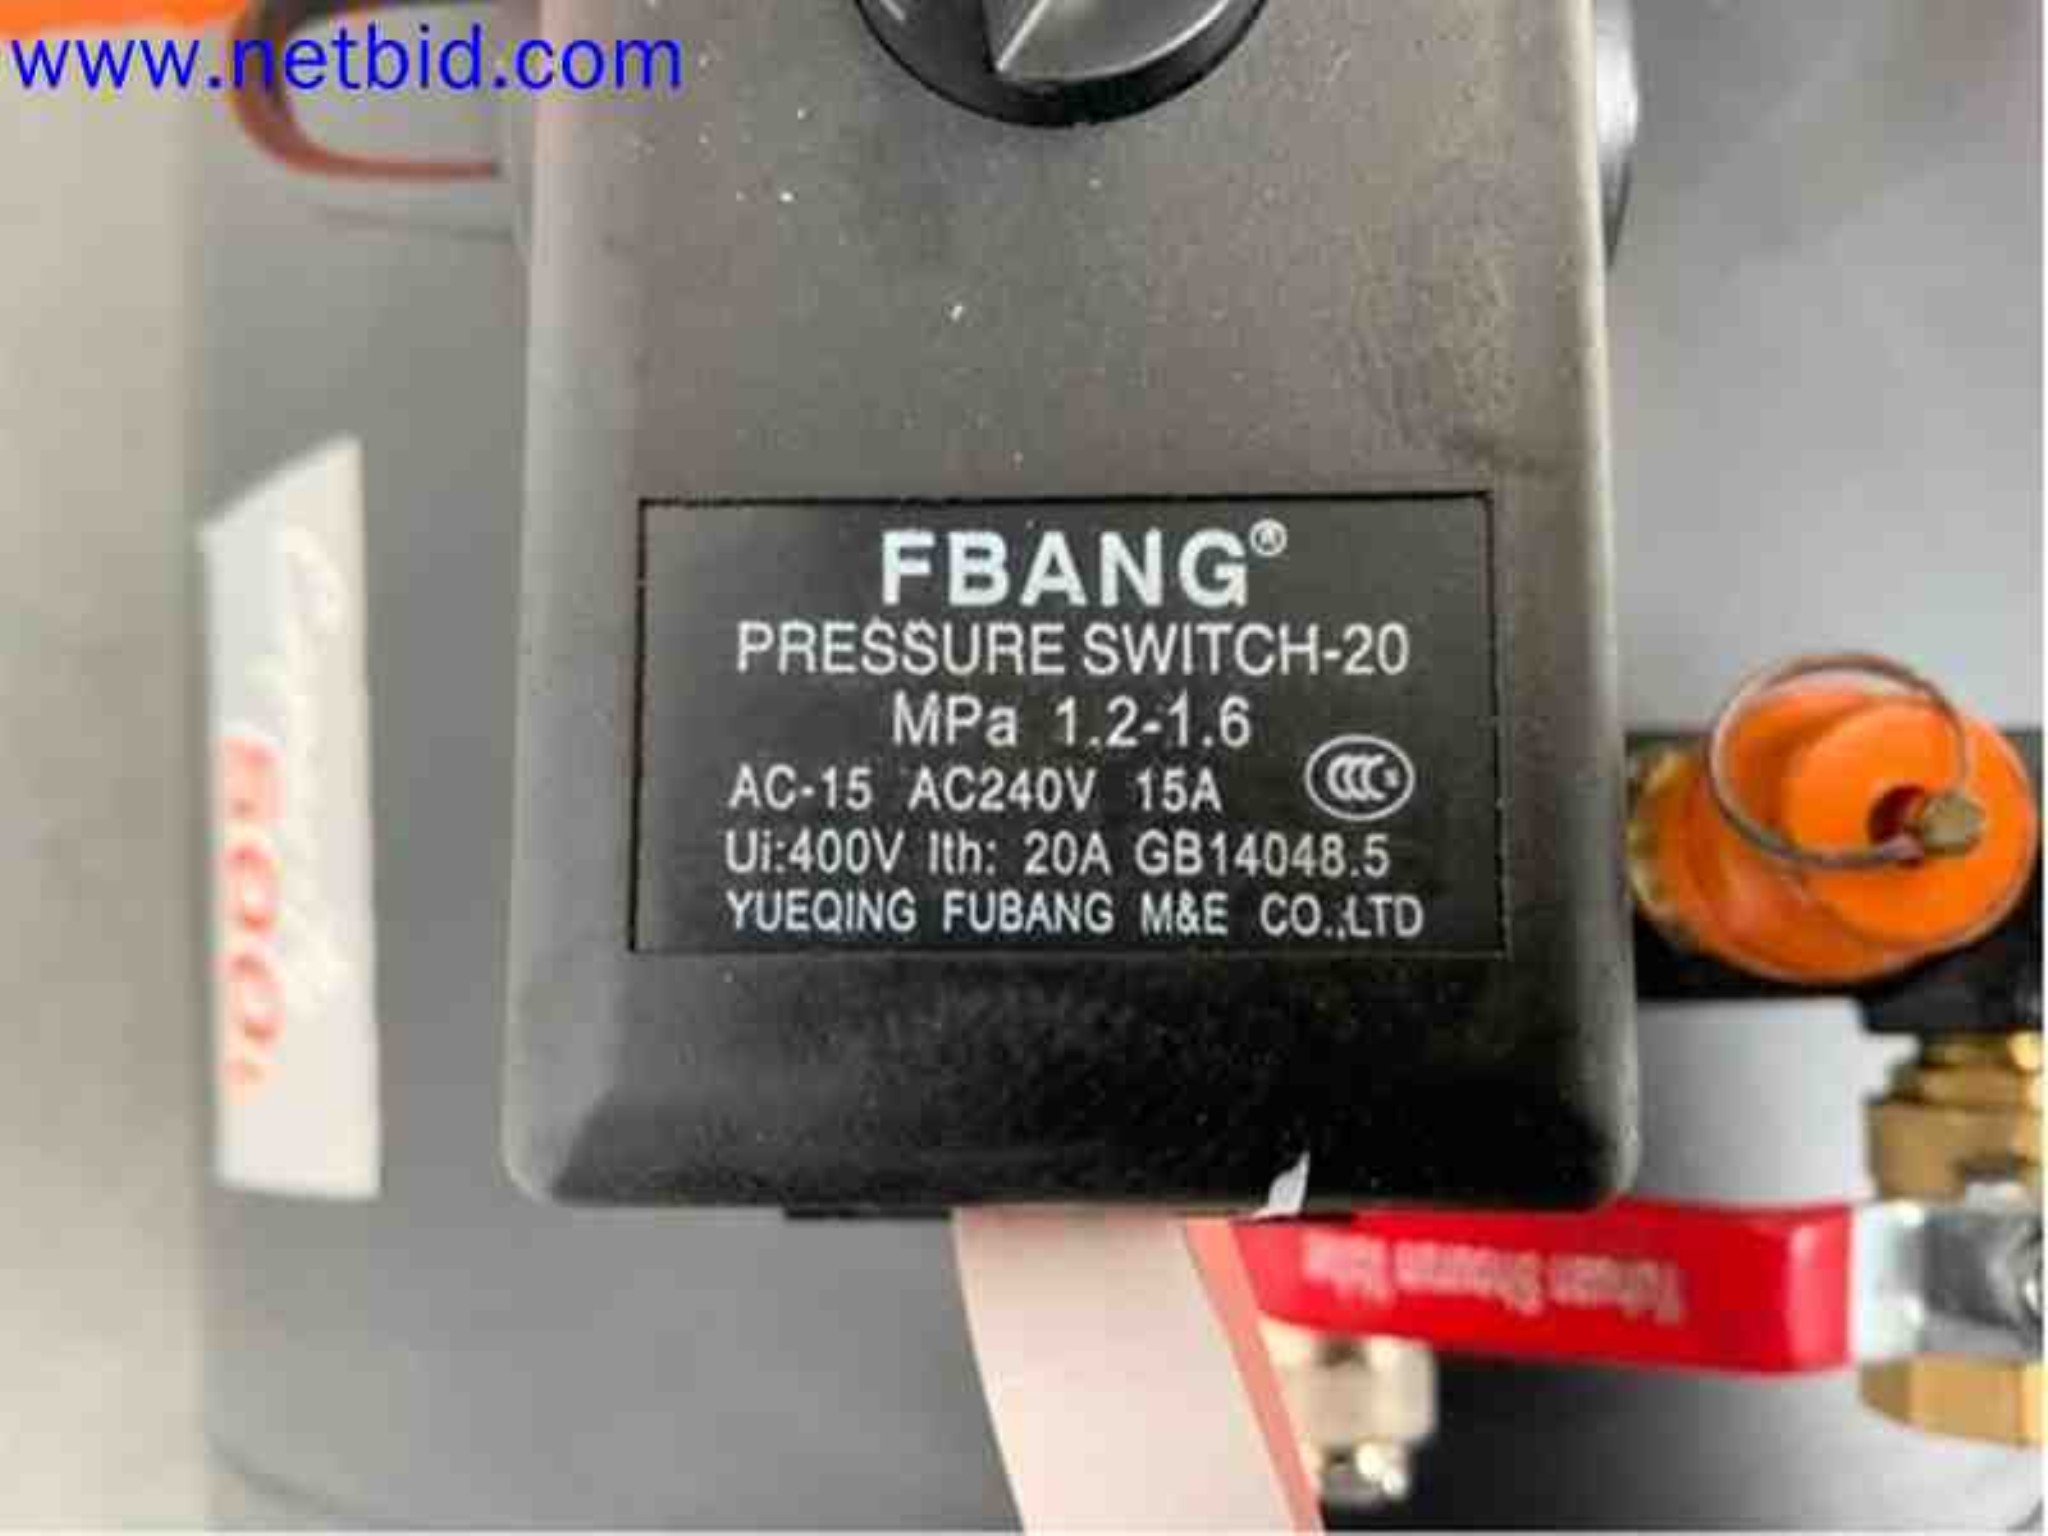 www.netbid.com
FBANG®
PRESSURE SWITCH-20
MPa 1.2-1.6
AC-15 AC240V 15A CCC S
Ui:400V Ith: 20A GB14048.5
YUEQING FUBANG M&E CO.,LTD